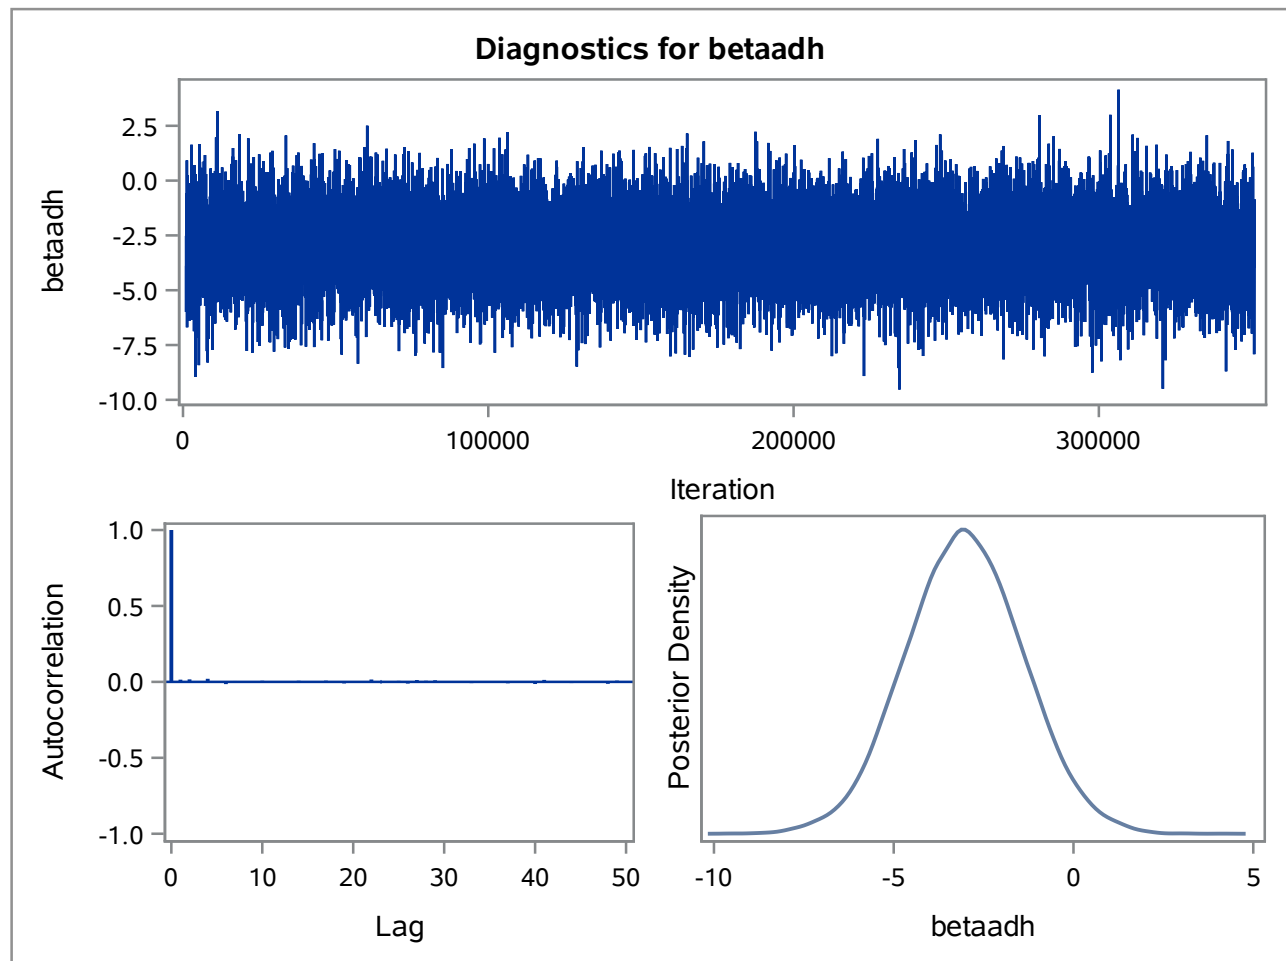 Diagnostics for betaadh
betaadh
2.5
0.0
-2.5
-5.0
-7.5
-10.0
0 100000 200000 300000
Iteration
Autocorrelation
1.0
0.5
0.0
-0.5
-1.0
0 10 20 30 40 50
Lag
Posterior Density
-10 -5 0 5
betaadh